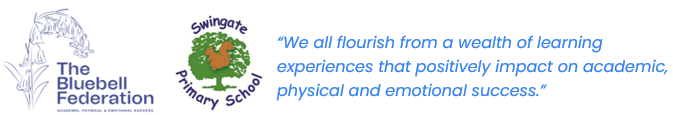 The
Bluebell
Federation
ACADEMIC, PHYSICAL & EMOTIONAL SUCCESS
Swingate
Primary School
“We all flourish from a wealth of learning
experiences that positively impact on academic,
physical and emotional success.”